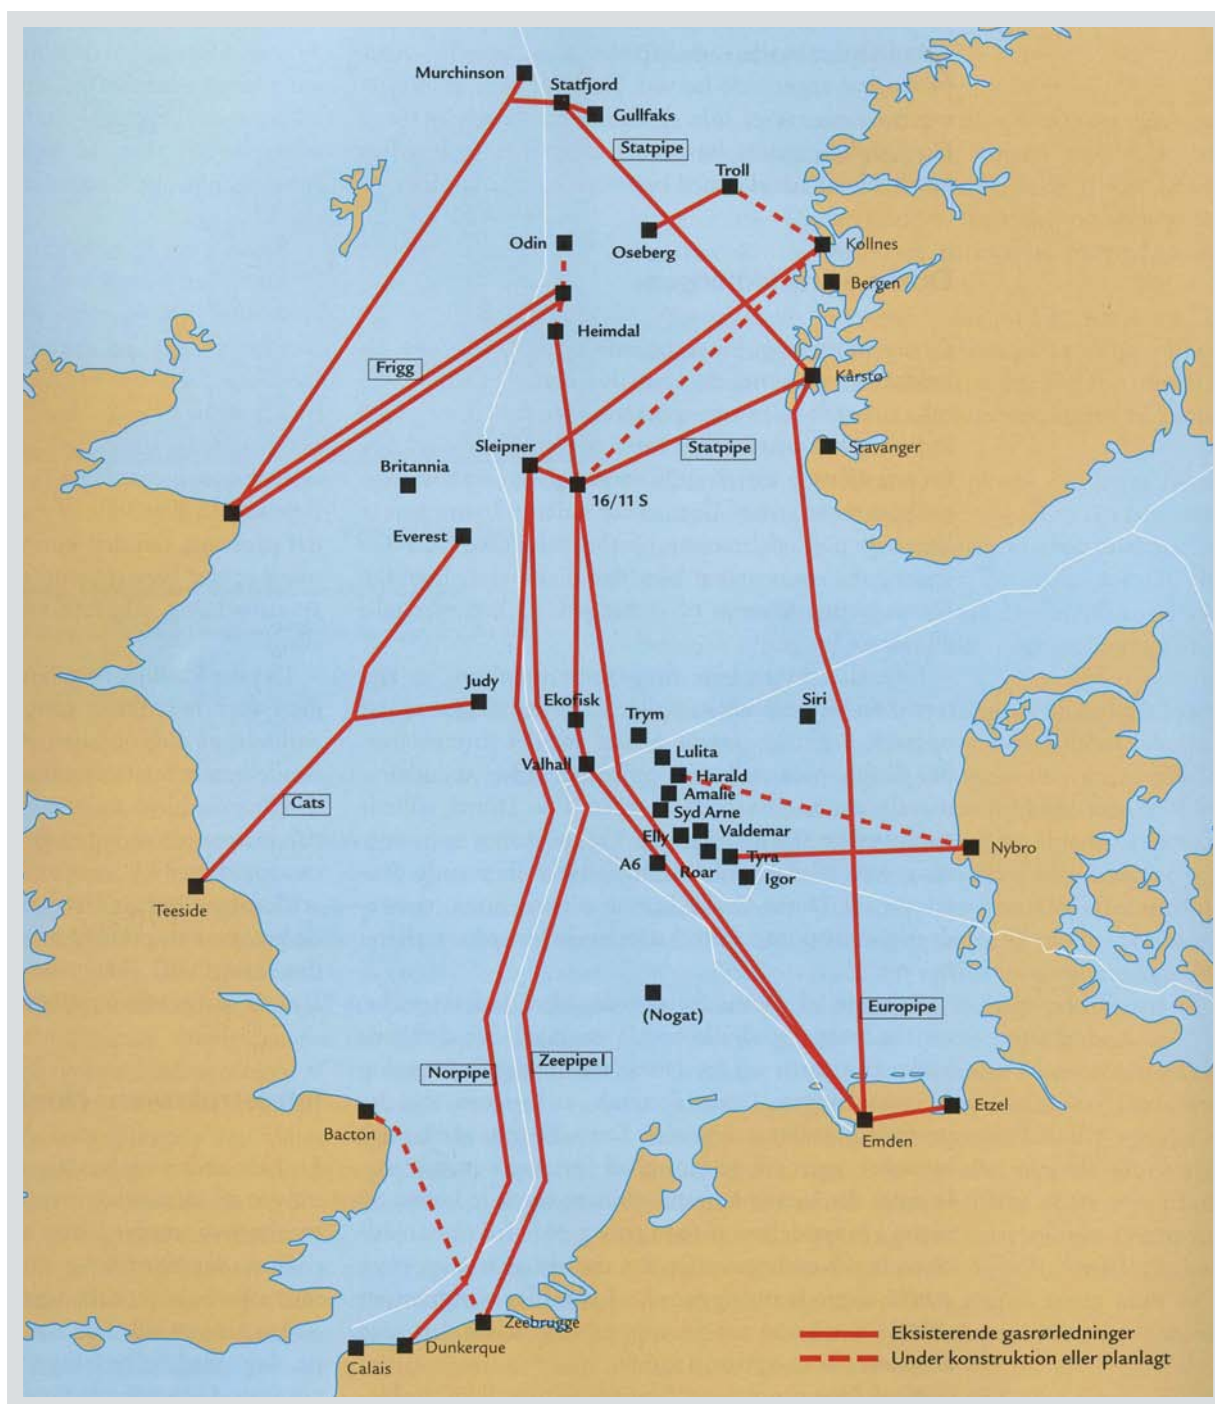 Murchinson
Statfjord
Gullfaks
Statpipe
Troll
Odin
Oseberg
Kollnes
Bergen
Heimdal
Frigg
Kårstø
Sleipner
Statpipe
Stavanger
Britannia
16/11 S
Everest
Judy
Ekofisk
Siri
Trym
Lulita
Valhall
Harald
Amalie
Cats
Syd Arne
Elly
Valdemar
Nybro
A6
Roar
Tyra
Igor
Teeside
(Nogat)
Europipe
Norpipe
Zeepipe I
Etzel
Bacton
Emden
Zeebrugge
Eksisterende gasrørledninger
Dunkerque
Under konstruktion eller planlagt
Calais